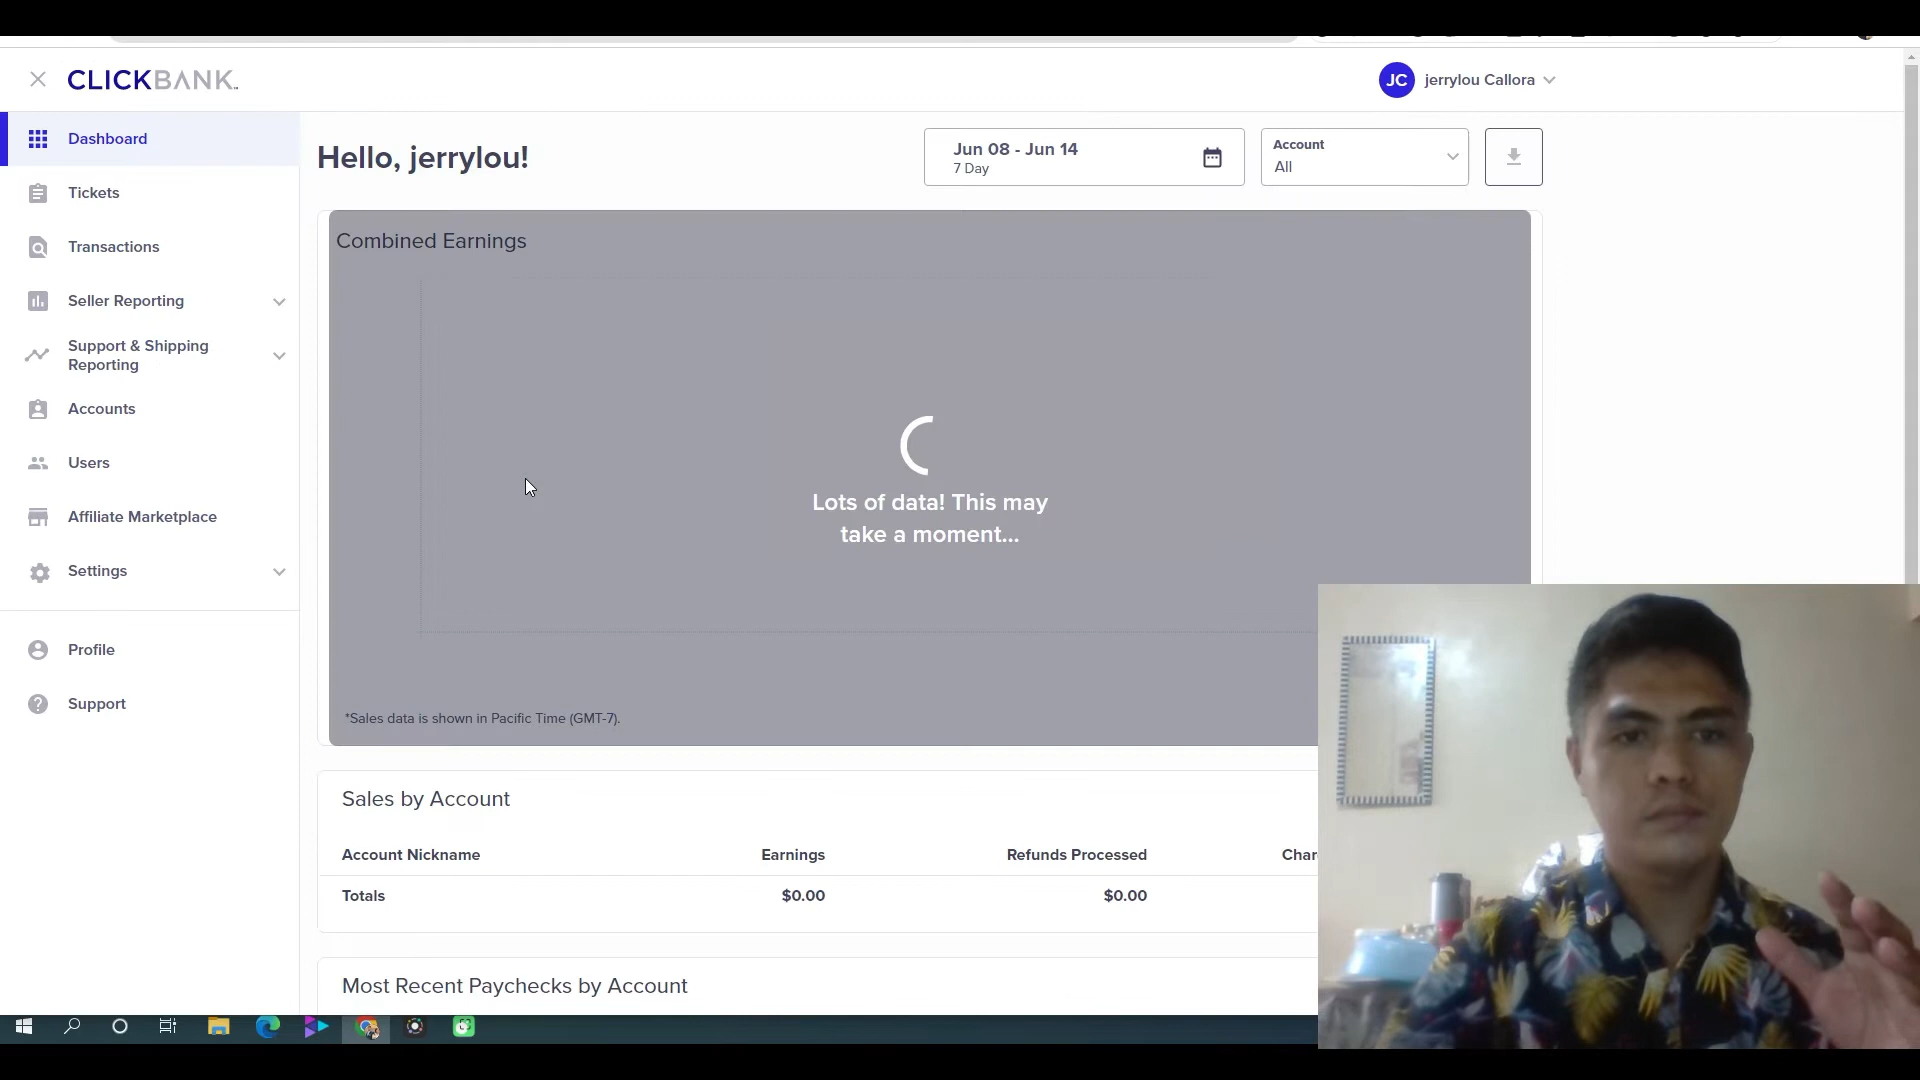 CLICKBANK
JC jerrylou Callora
Dashboard
Tickets
Transactions
Seller Reporting
Support & Shipping
Reporting
Accounts
Users
Affiliate Marketplace
Settings
Profile
Support
Hello, jerrylou!
Jun 08 - Jun 14
7 Day
Account
All
Combined Earnings
Lots of data! This may
take a moment...
*Sales data is shown in Pacific Time (GMT-7).
Sales by Account
Account Nickname Earnings Refunds Processed Char
Totals $0.00 $0.00
Most Recent Paychecks by Account